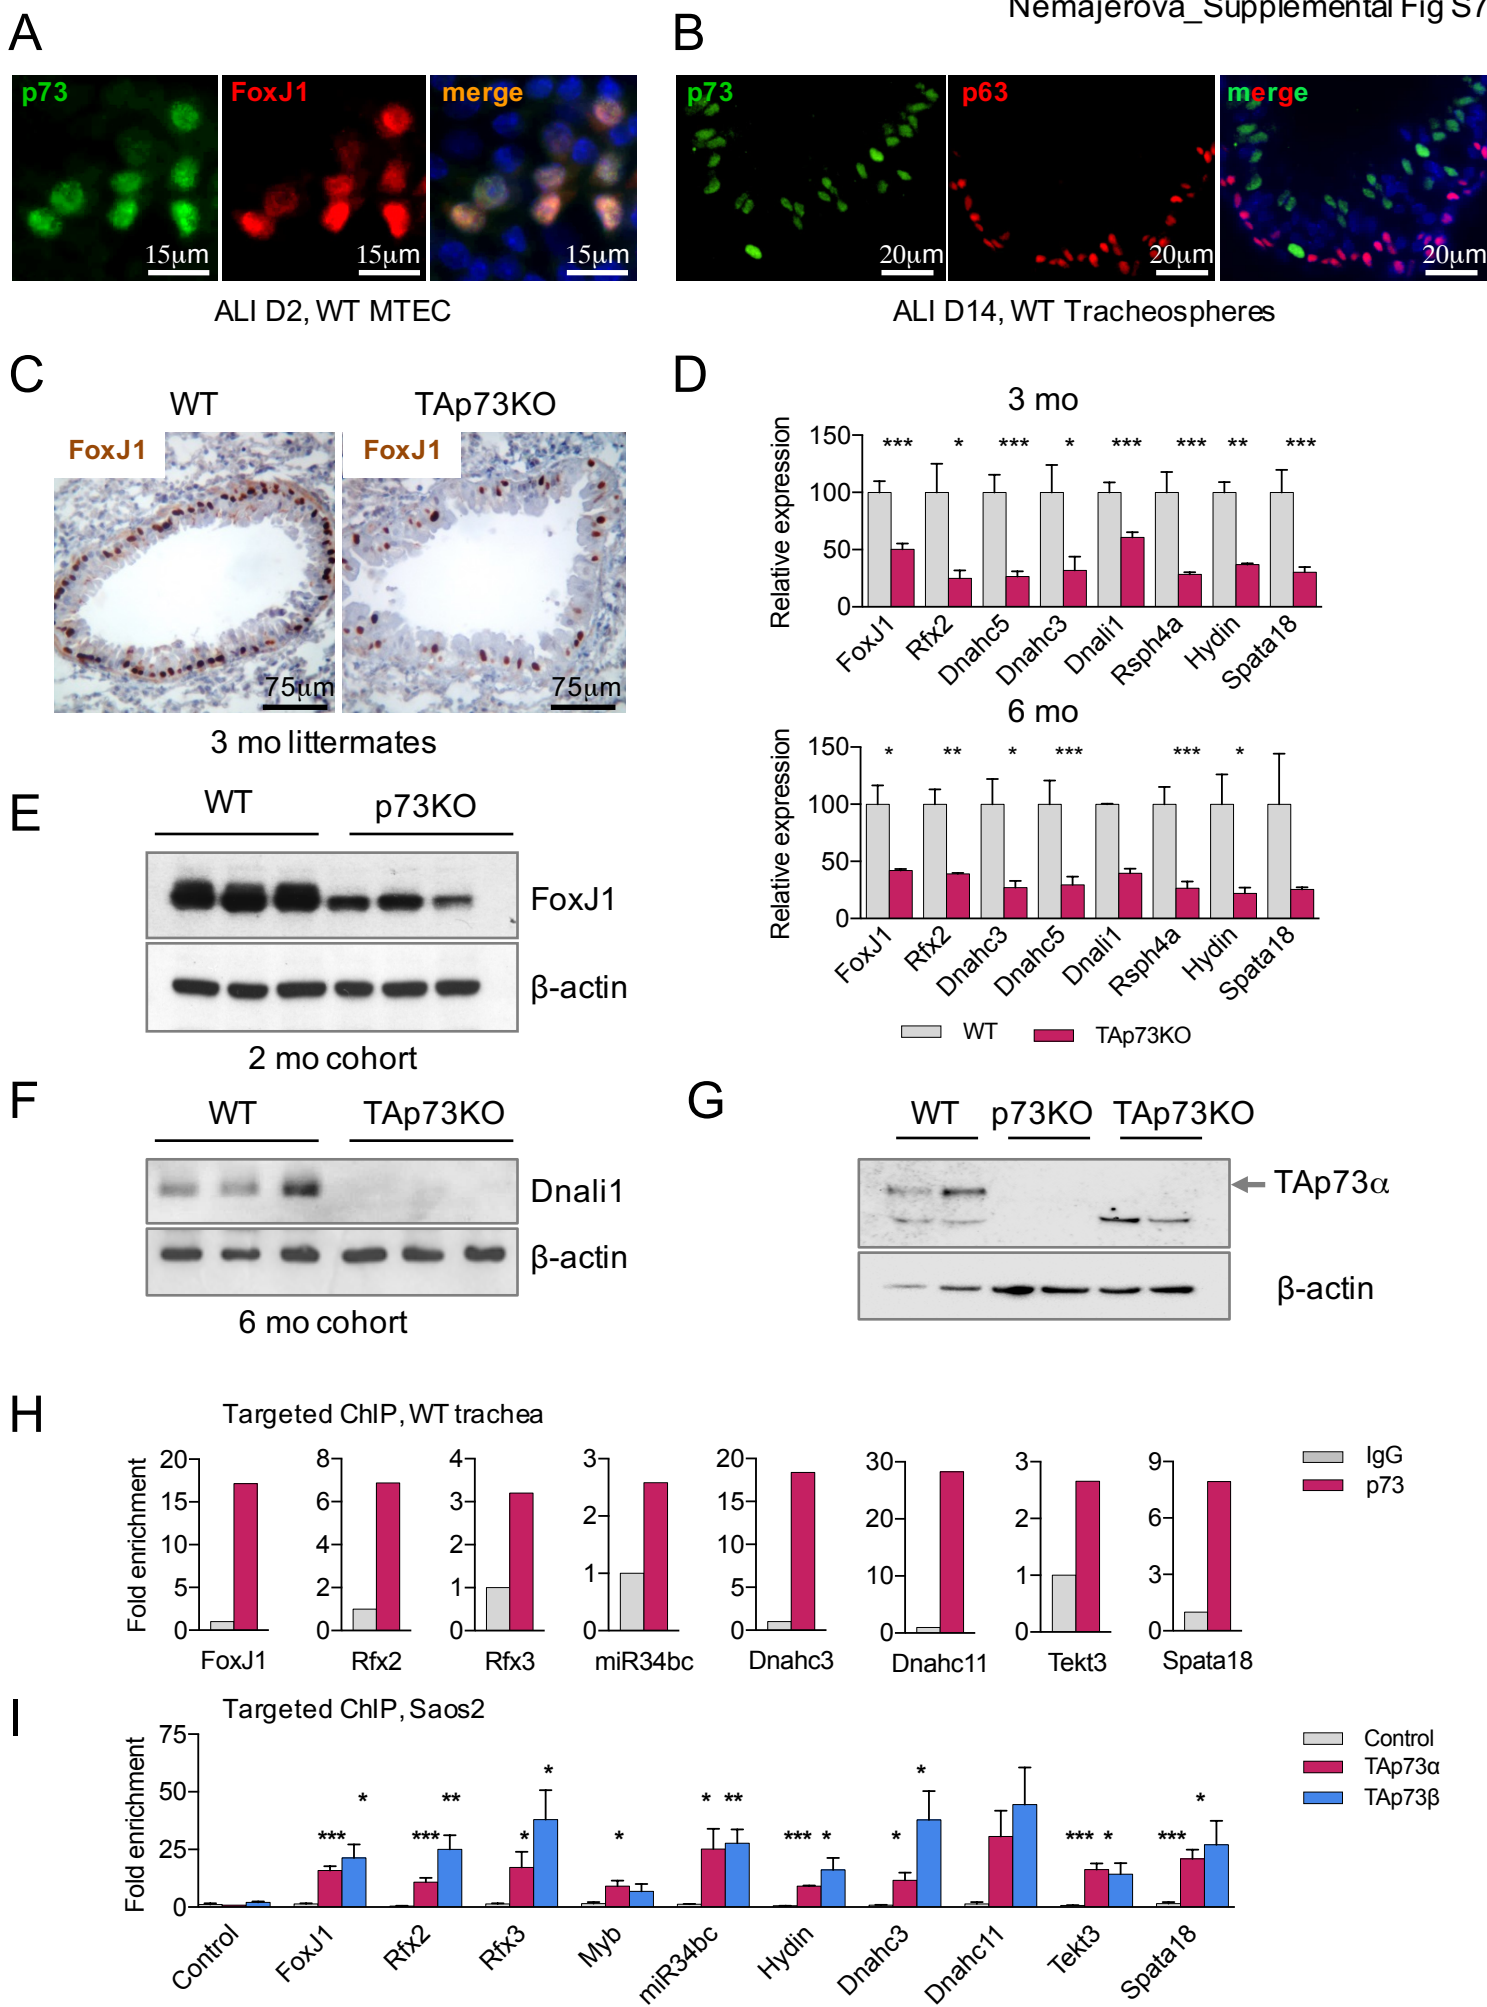 Nemajerova_Supplemental Fig S7
A
p73
FoxJ1
merge
15μm
15μm
15μm
ALI D2, WT MTEC
B
p73
p63
merge
20μm
20μm
20μm
ALI D14, WT Tracheospheres
C
WT
TAp73KO
FoxJ1
FoxJ1
75μm
75μm
3 mo littermates
D
3 mo
Relative expression
150
100
50
0
*** * *** * *** *** ** ***
FoxJ1 Rfx2 Dnahc5 Dnahc3 Dnali1 Rsph4a Hydin Spata18
6 mo
Relative expression
150
100
50
0
* ** * *** *** *
FoxJ1 Rfx2 Dnahc3 Dnahc5 Dnali1 Rsph4a Hydin Spata18
WT
TAp73KO
E
WT
p73KO
FoxJ1
β-actin
2 mo cohort
F
WT
TAp73KO
Dnali1
β-actin
6 mo cohort
G
WT
p73KO
TAp73KO
TAp73α
β-actin
H
Targeted ChIP, WT trachea
Fold enrichment
20
15
10
5
0
FoxJ1
8
6
4
2
0
Rfx2
4
3
2
1
0
Rfx3
3
2
1
0
miR34bc
20
15
10
5
0
Dnahc3
30
20
10
0
Dnahc11
3
2
1
0
Tekt3
9
6
3
0
Spata18
IgG
p73
I
Targeted ChIP, Saos2
Fold enrichment
75
50
25
0
*** * *** ** * * * * ** *** * * * *** * *** *
Control FoxJ1 Rfx2 Rfx3 Myb miR34bc Hydin Dnahc3 Dnahc11 Tekt3 Spata18
Control
TAp73α
TAp73β